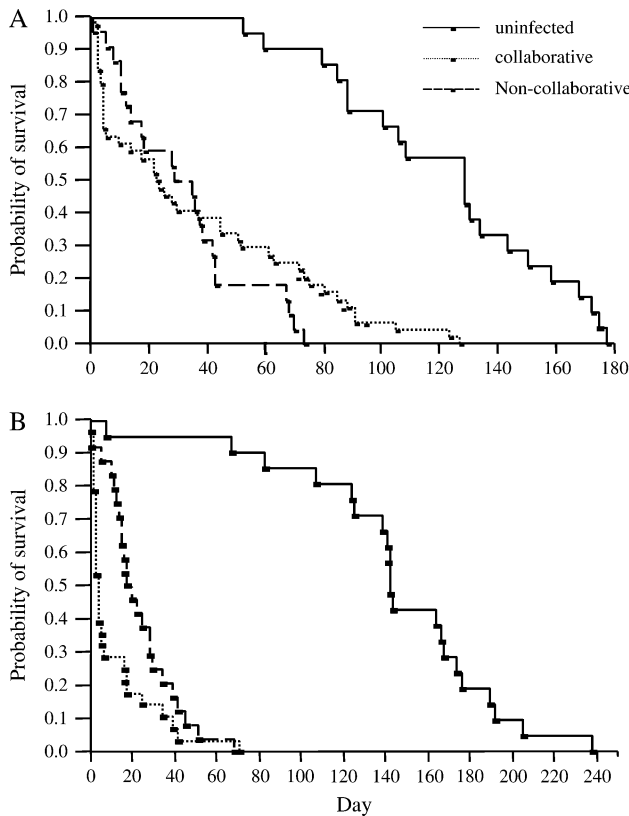 A
uninfected
collaborative
Non-collaborative
Probability of survival
1.0
0.9
0.8
0.7
0.6
0.5
0.4
0.3
0.2
0.1
0.0
0 20 40 60 80 100 120 140 160 180
B
Probability of survival
1.0
0.9
0.8
0.7
0.6
0.5
0.4
0.3
0.2
0.1
0.0
0 20 40 60 80 100 120 140 160 180 200 220 240
Day